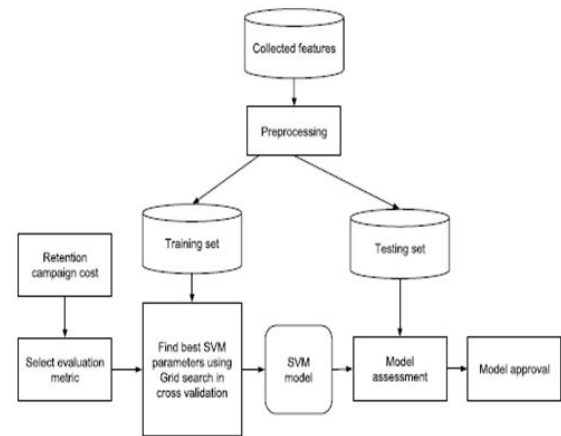 Collected features
Preprocessing
Training set
Testing set
Retention
campaign cost
Select evaluation
metric
Find best SVM
parameters using
Grid search in
cross validation
SVM
model
Model
assessment
Model approval